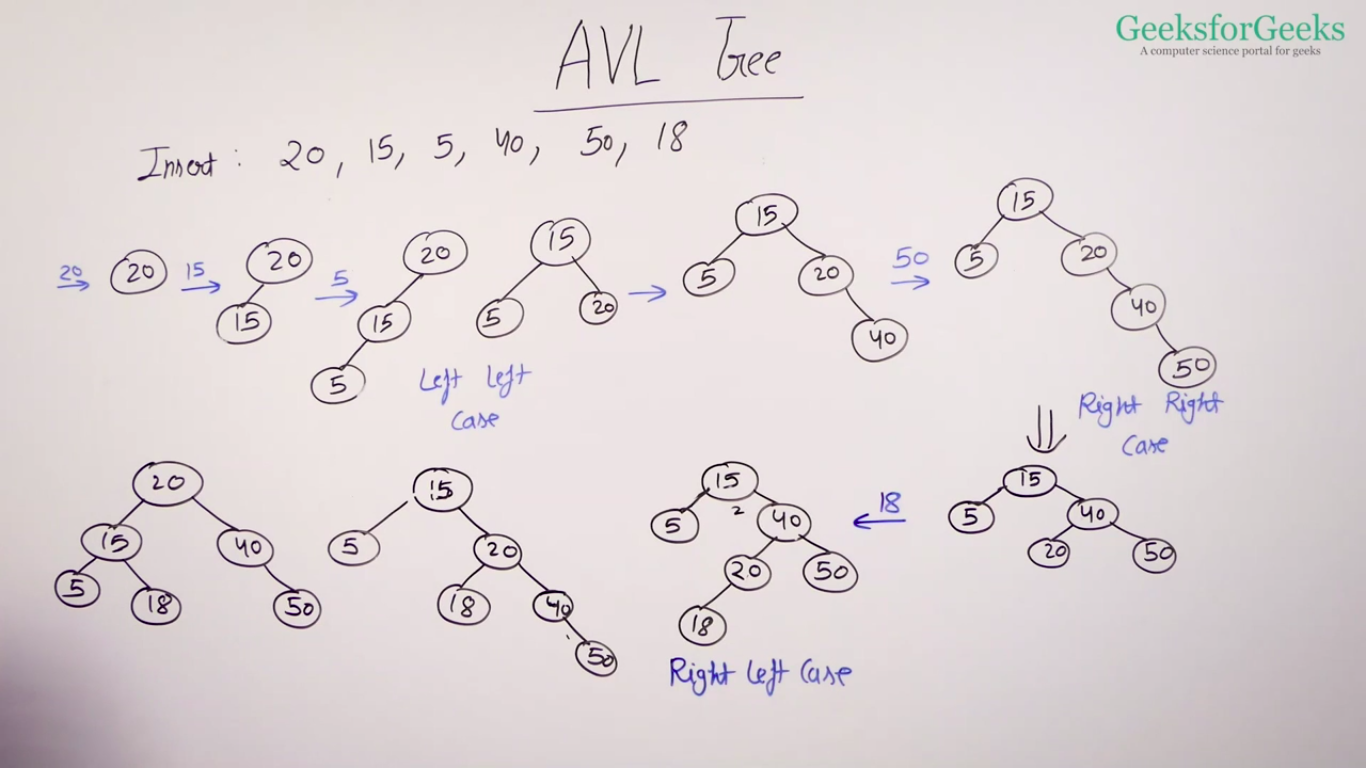 GeeksforGeeks
A computer science portal for geeks
AVL Tree
Insert : 20, 15, 5, 40, 50, 18
20 20 15 20 5 20 15 15 50 15
15 15 5 20 5 20 5 20
5 40 40
50
Left Left
Case
Right Right
Case
20 15 15 18 15
15 40 5 20 5 2 40 5 40
5 18 50 18 40 20 50 20 50
50 18
Right Left Case